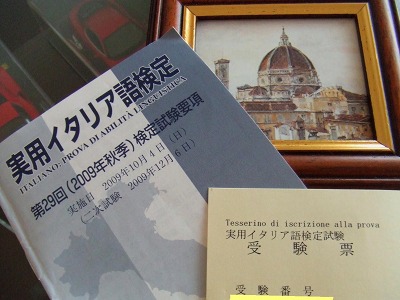 実用イタリア語検定
ITALIANO: PROVA DI ABILITÀ LINGUISTICA
第29回(2009年秋季)検定試験要項
実施日 2009年10月4日(日)
(二次試験 2009年12月6日)
Tesserino di iscrizione alla prova
実用イタリア語検定試験
受験票
受験番号